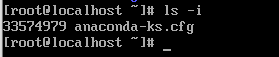 [root@localhost ~]# ls -i
33574979 anaconda-ks.cfg
[root@localhost ~]# _